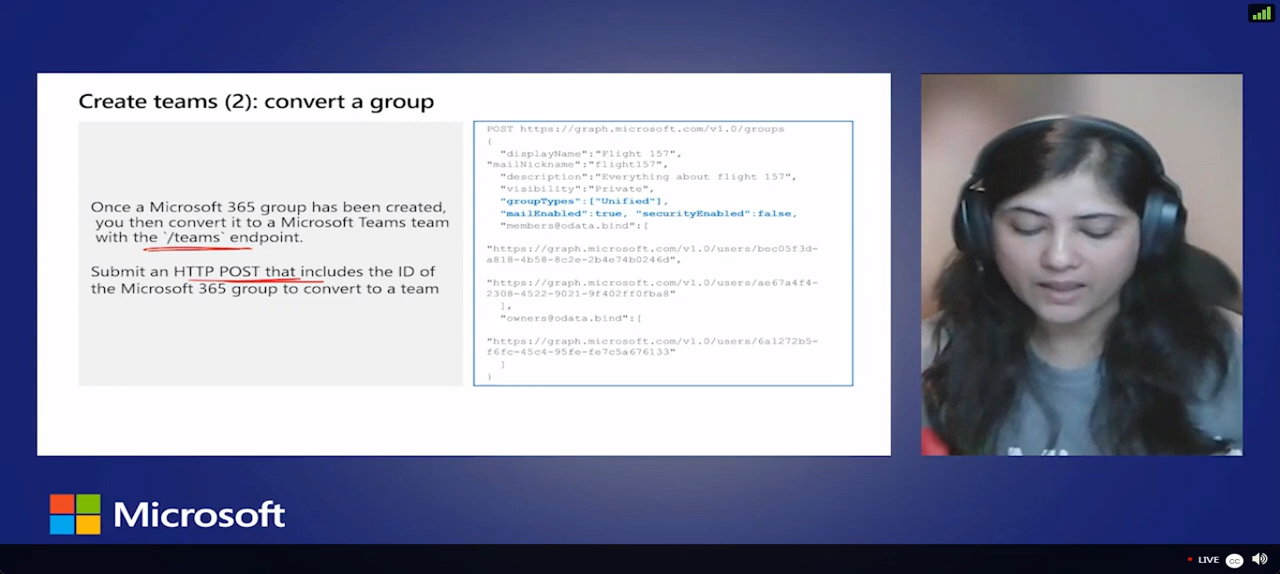 Create teams (2): convert a group
Once a Microsoft 365 group has been created,
you then convert it to a Microsoft Teams team
with the `/teams` endpoint.
Submit an HTTP POST that includes the ID of
the Microsoft 365 group to convert to a team
POST https://graph.microsoft.com/v1.0/groups
{
"displayName":"Flight 157",
"mailNickname":"flight157",
"description":"Everything about flight 157",
"visibility":"Private",
"groupTypes":["Unified"],
"mailEnabled":true, "securityEnabled":false,
"members@odata.bind":[
"https://graph.microsoft.com/v1.0/users/bec05f3d-
a818-4b58-8c2e-2b4e74b0246d",
"https://graph.microsoft.com/v1.0/users/ae67a4f4-
2308-4522-9021-9f402ff0fba8"
],
"owners@odata.bind":[
"https://graph.microsoft.com/v1.0/users/6a1272b5-
f6fc-45c4-95fe-fe7c5a676133"
]
}
Microsoft
LIVE
CC